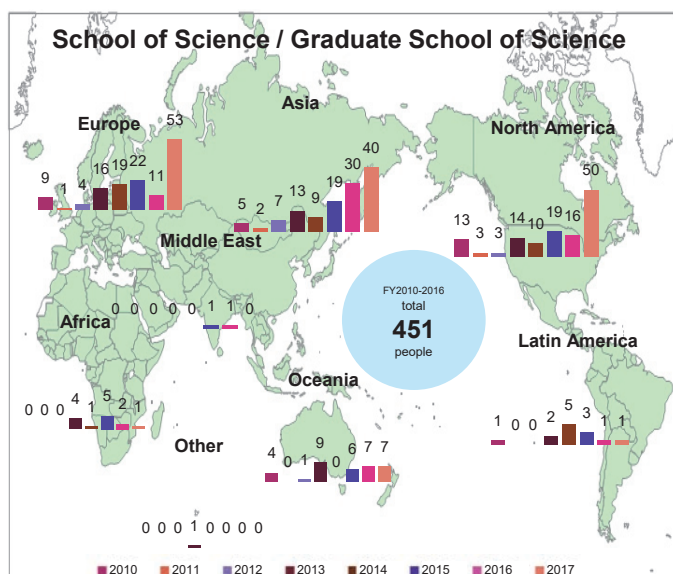 School of Science / Graduate School of Science
Asia
Europe
North America
9 1 4 16 19 22 11 53
5 2 7 13 9 19 30 40
13 3 3 14 10 19 16 50
Middle East
0 0 0 0 0 1 1 0
FY2010-2016
total
451
people
Africa
0 0 0 4 1 5 2 1
Latin America
1 0 0 2 5 3 1 1
Oceania
4 0 1 9 0 6 7 7
Other
0 0 0 1 0 0 0 0
2010 2011 2012 2013 2014 2015 2016 2017